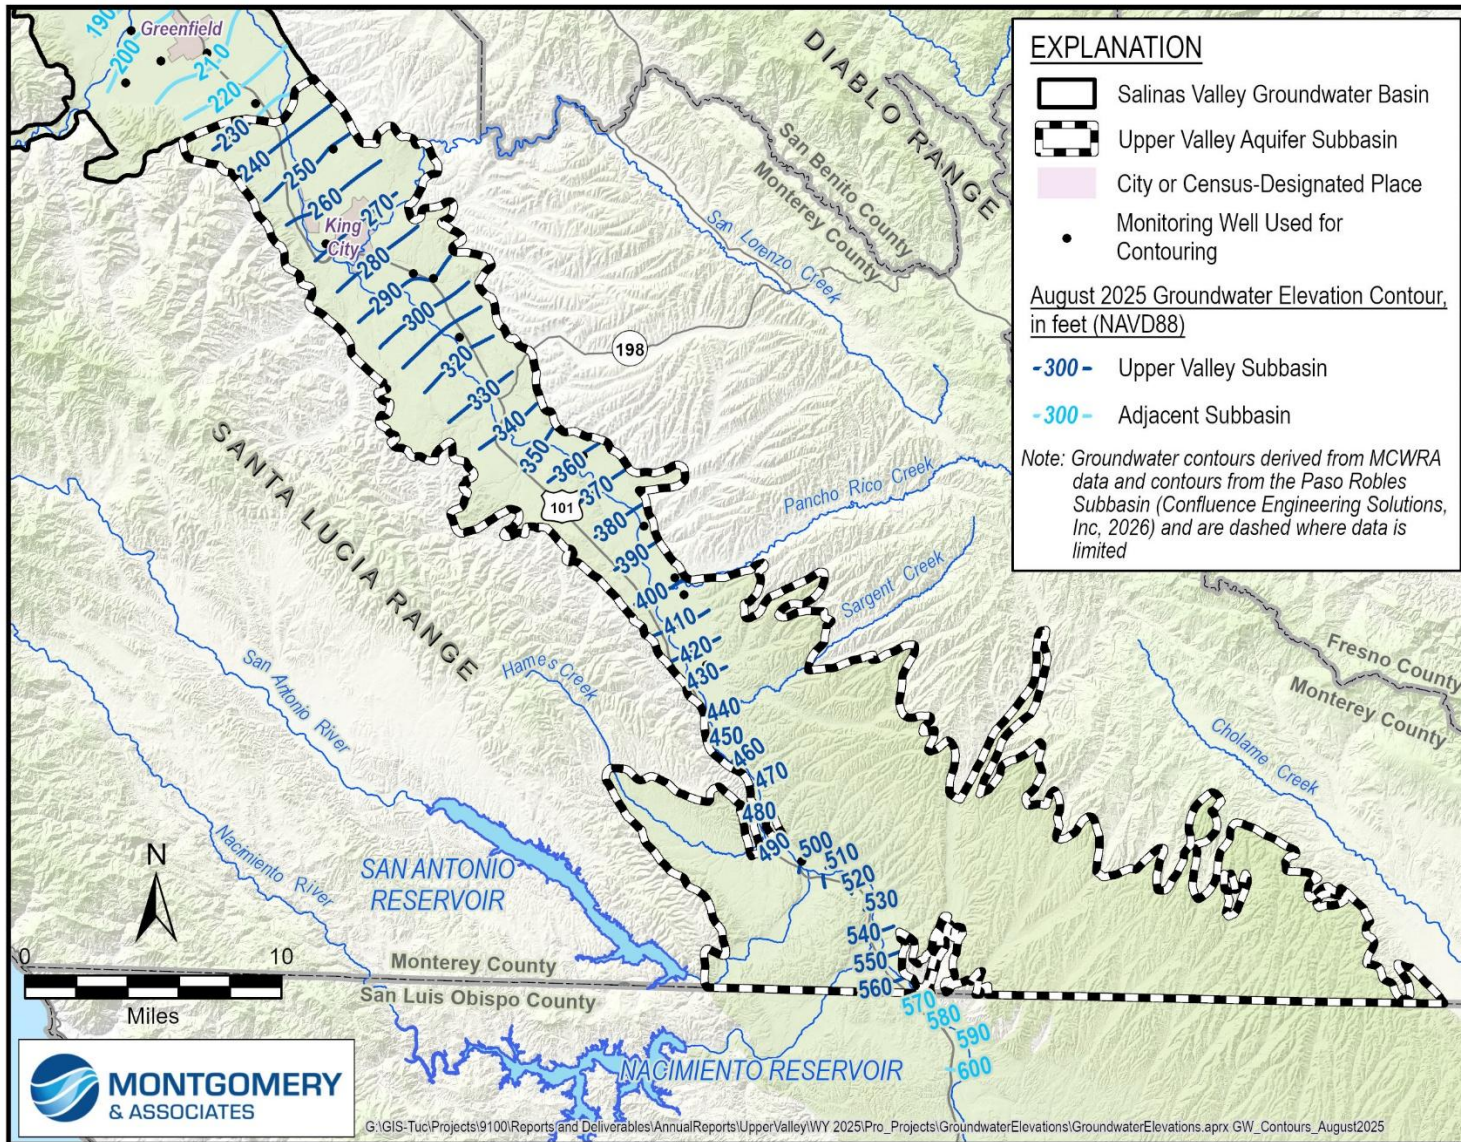 190
200
Greenfield
210
220
-230-
240
250
260
270-
King
City
280
290
300
320
330
340
350
360
-370-
-380-
-390-
400
-410-
-420-
430-
440
450
460
470
480
490
500
510
520
530
540
550
560
570
580
590
-600
DIABLO RANGE
San Benito County
Monterey County
San Lorenzo Creek
198
101
SANTA LUCIA RANGE
Pancho Rico Creek
Sargent Creek
Hames Creek
San Antonio River
Nacimiento River
SAN ANTONIO
RESERVOIR
NACIMIENTO RESERVOIR
Cholame Creek
Fresno County
Monterey County
Monterey County
San Luis Obispo County
N
0 10
Miles
EXPLANATION
Salinas Valley Groundwater Basin
Upper Valley Aquifer Subbasin
City or Census-Designated Place
Monitoring Well Used for
Contouring
August 2025 Groundwater Elevation Contour,
in feet (NAVD88)
-300- Upper Valley Subbasin
-300- Adjacent Subbasin
Note: Groundwater contours derived from MCWRA
data and contours from the Paso Robles
Subbasin (Confluence Engineering Solutions,
Inc, 2026) and are dashed where data is
limited
MONTGOMERY
& ASSOCIATES
G:\GIS-Tuc\Projects\9100\Reports and Deliverables\AnnualReports\UpperValley\WY 2025\Pro_Projects\GroundwaterElevations\GroundwaterElevations.aprx GW_Contours_August2025